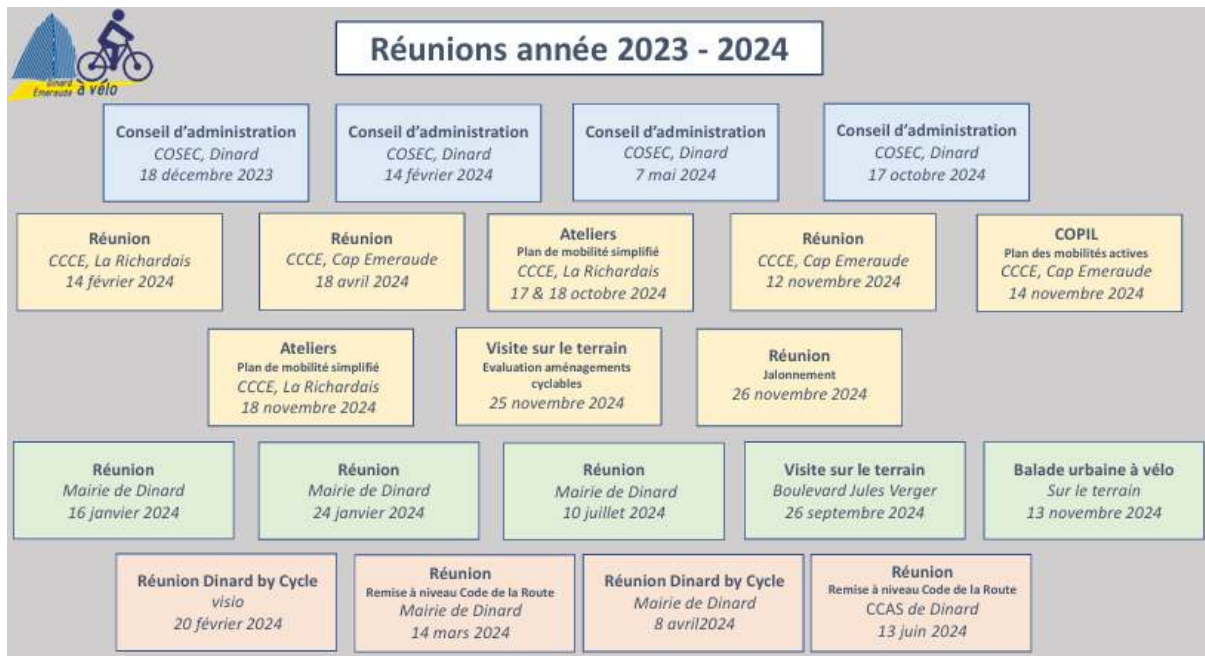 Dinard
Emeraude à vélo
Réunions année 2023 - 2024
Conseil d'administration
COSEC, Dinard
18 décembre 2023
Conseil d'administration
COSEC, Dinard
14 février 2024
Conseil d'administration
COSEC, Dinard
7 mai 2024
Conseil d'administration
COSEC, Dinard
17 octobre 2024
Réunion
CCCE, La Richardais
14 février 2024
Réunion
CCCE, Cap Emeraude
18 avril 2024
Ateliers
Plan de mobilité simplifié
CCCE, La Richardais
17 & 18 octobre 2024
Réunion
CCCE, Cap Emeraude
12 novembre 2024
COPIL
Plan des mobilités actives
CCCE, Cap Emeraude
14 novembre 2024
Ateliers
Plan de mobilité simplifié
CCCE, La Richardais
18 novembre 2024
Visite sur le terrain
Evaluation aménagements
cyclables
25 novembre 2024
Réunion
Jalonnement
26 novembre 2024
Réunion
Mairie de Dinard
16 janvier 2024
Réunion
Mairie de Dinard
24 janvier 2024
Réunion
Mairie de Dinard
10 juillet 2024
Visite sur le terrain
Boulevard Jules Verger
26 septembre 2024
Balade urbaine à vélo
Sur le terrain
13 novembre 2024
Réunion Dinard by Cycle
visio
20 février 2024
Réunion
Remise à niveau Code de la Route
Mairie de Dinard
14 mars 2024
Réunion Dinard by Cycle
Mairie de Dinard
8 avril2024
Réunion
Remise à niveau Code de la Route
CCAS de Dinard
13 juin 2024